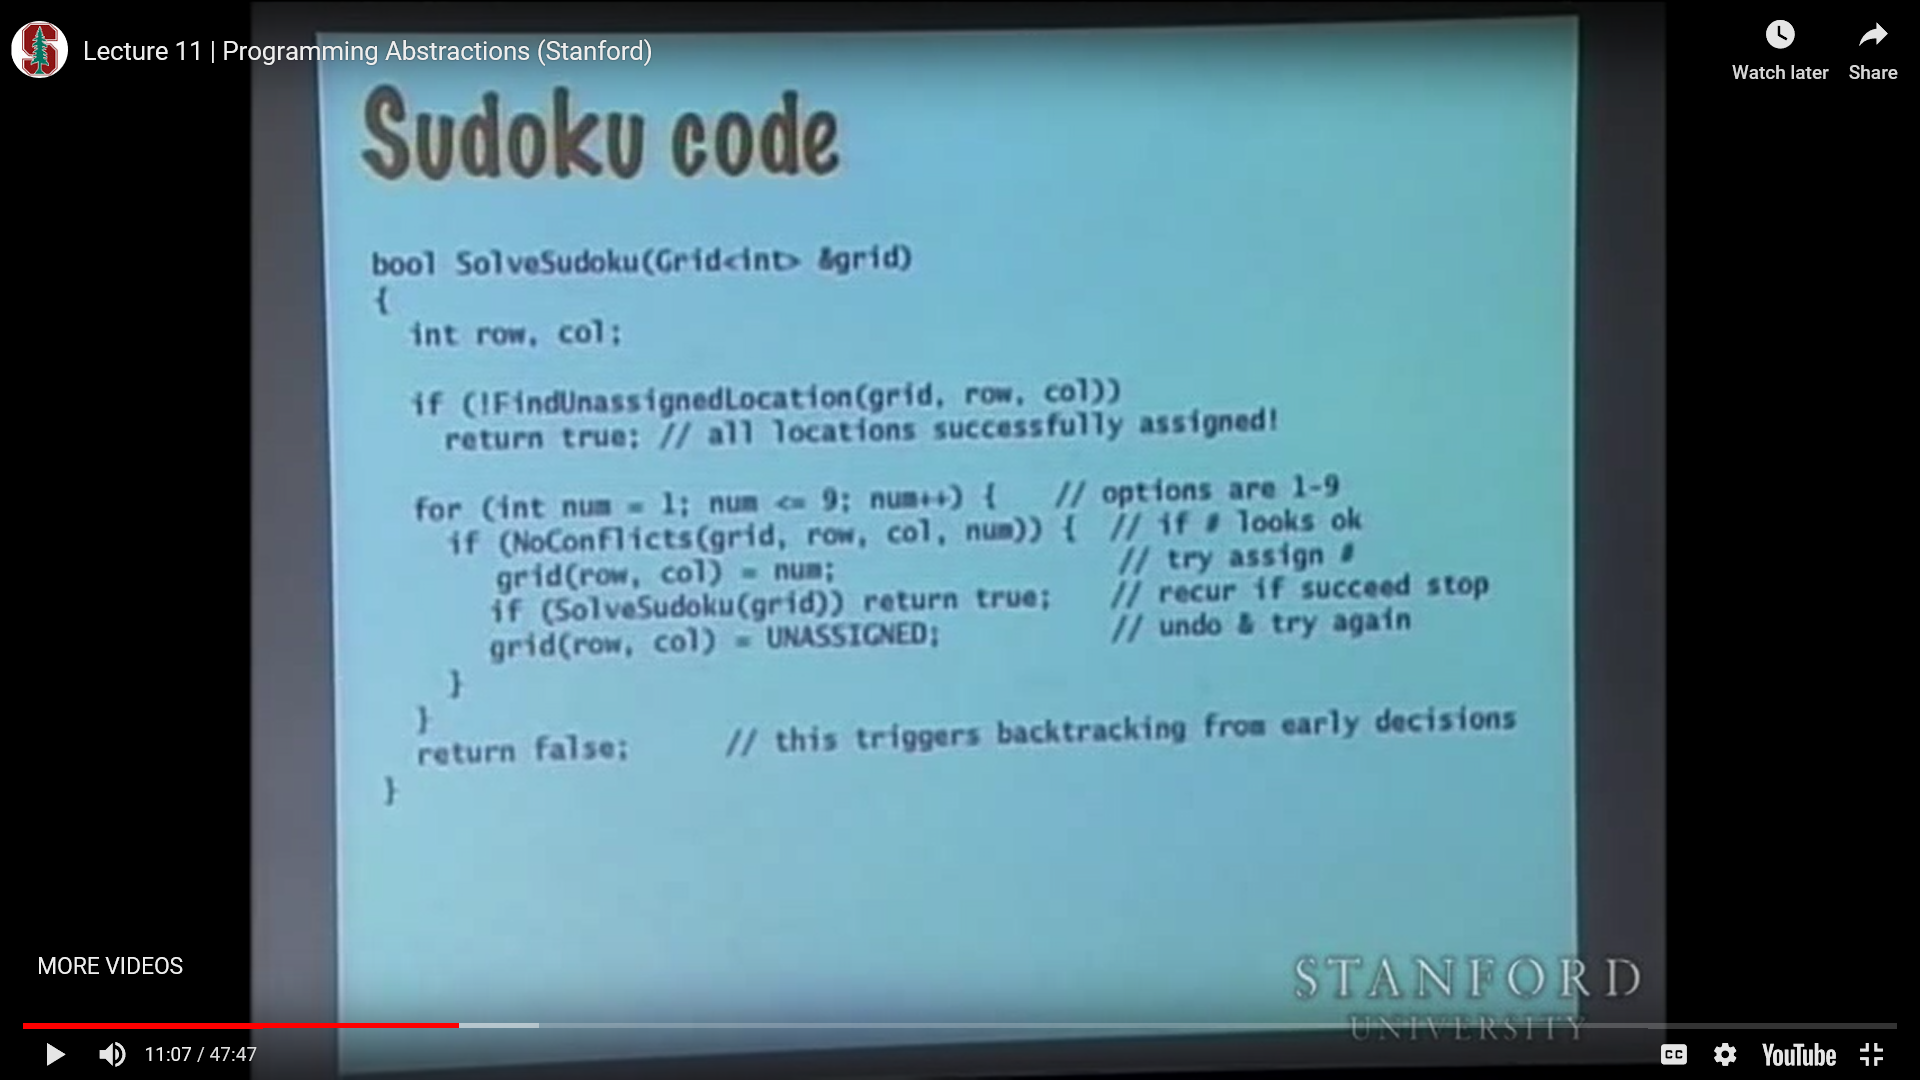 Lecture 11 | Programming Abstractions (Stanford)
Watch later
Share
Sudoku code
bool SolveSudoku(Grid<int> &grid)
{
int row, col;
if (!FindUnassignedLocation(grid, row, col))
return true; // all locations successfully assigned!
for (int num = 1; num <= 9; num++) { // options are 1-9
if (NoConflicts(grid, row, col, num)) { // if # looks ok
grid(row, col) = num; // try assign #
if (SolveSudoku(grid)) return true; // recur if succeed stop
grid(row, col) = UNASSIGNED; // undo & try again
}
}
return false; // this triggers backtracking from early decisions
}
MORE VIDEOS
STANFORD
UNIVERSITY
11:07 / 47:47
CC
YouTube